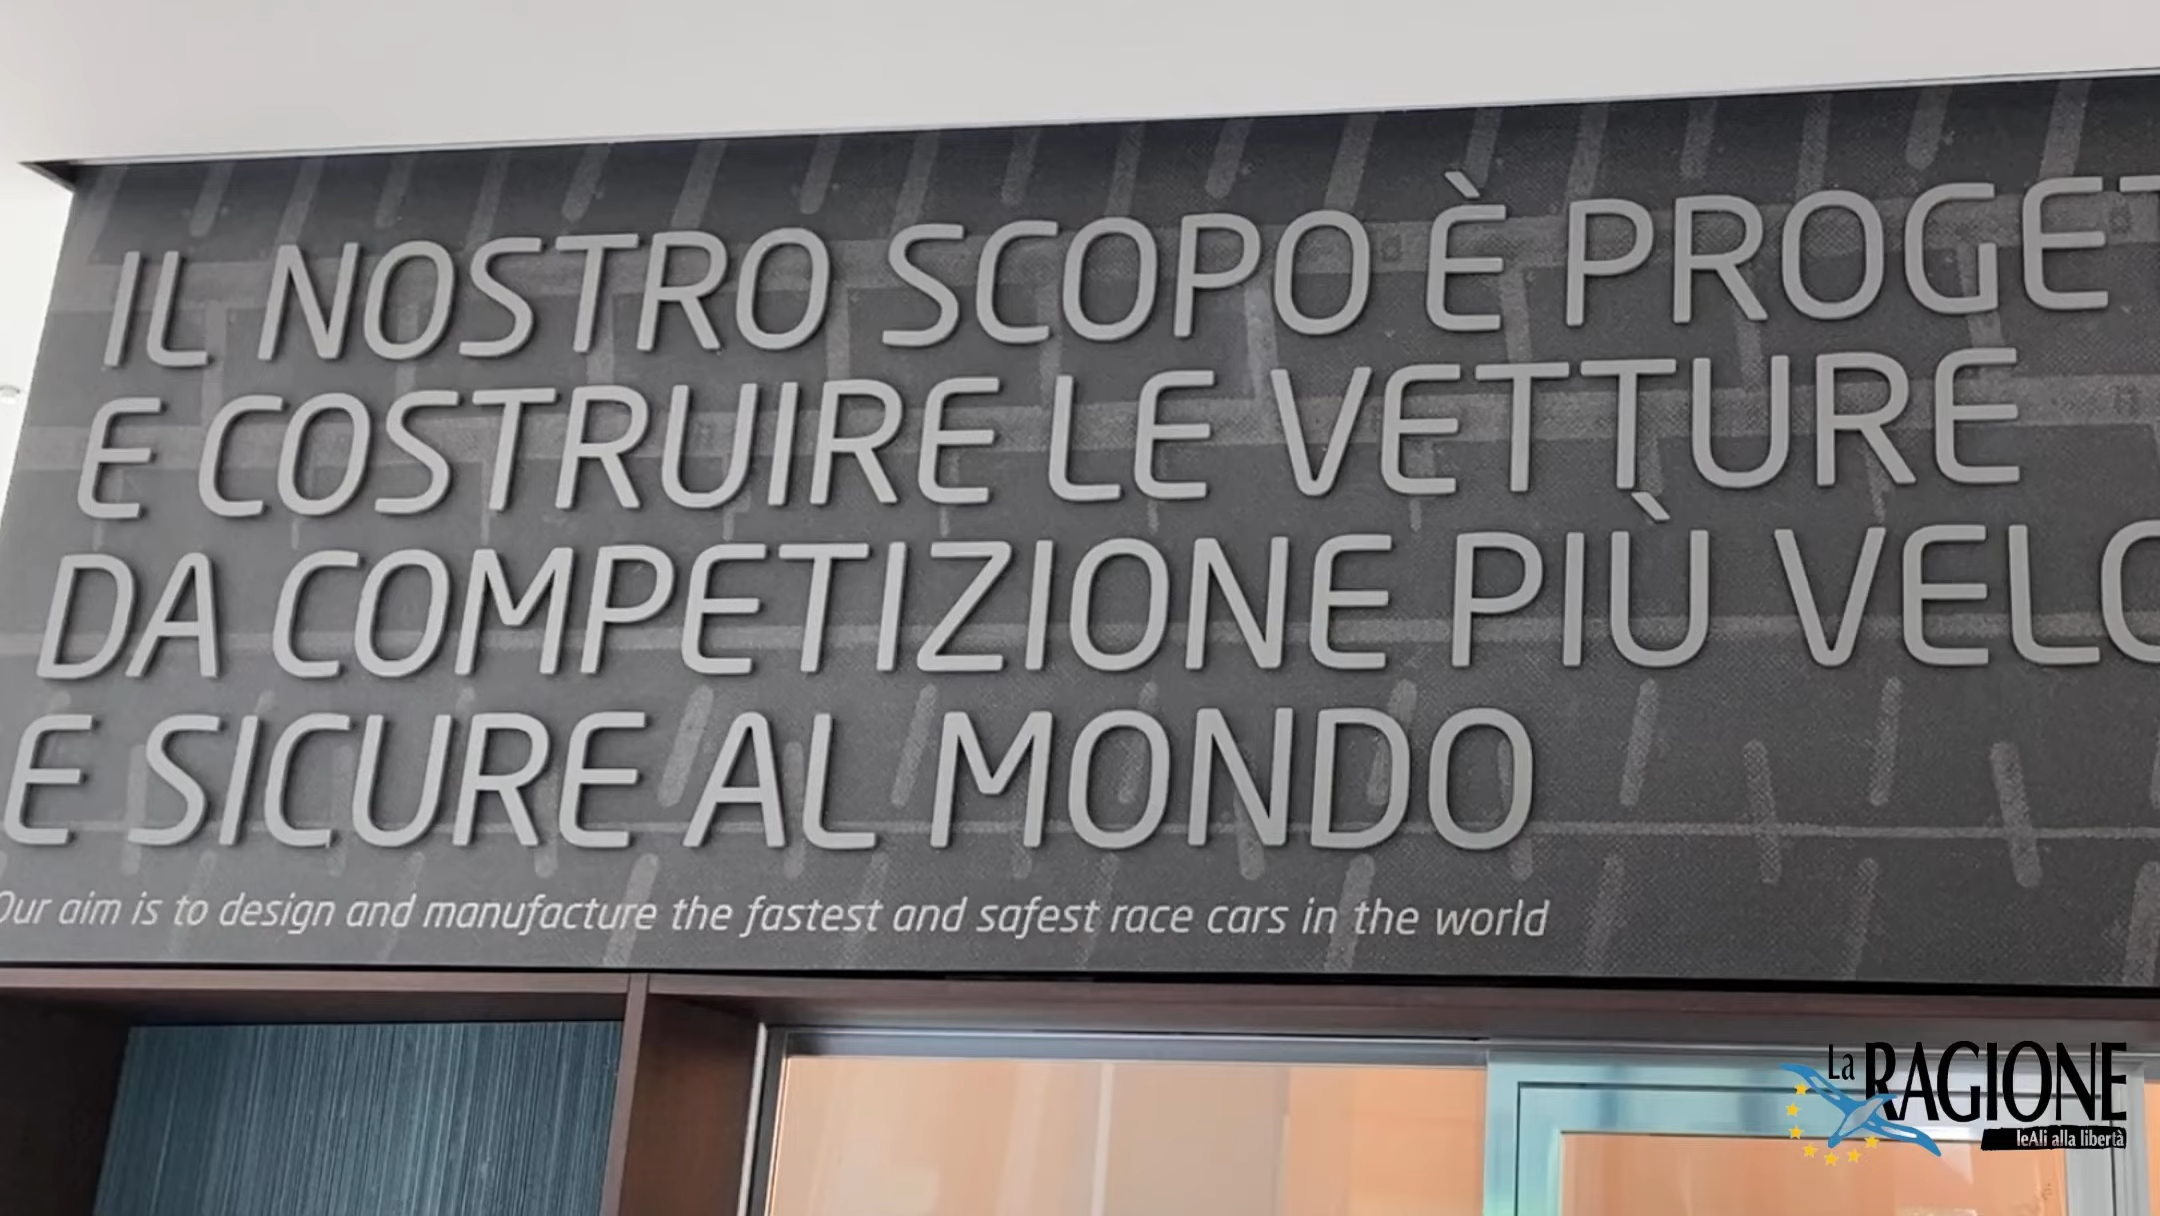 IL NOSTRO SCOPO È PROGET
E COSTRUIRE LE VETTURE
DA COMPETIZIONE PIÙ VELO
E SICURE AL MONDO
Our aim is to design and manufacture the fastest and safest race cars in the world
La RAGIONE
leAli alla libertà